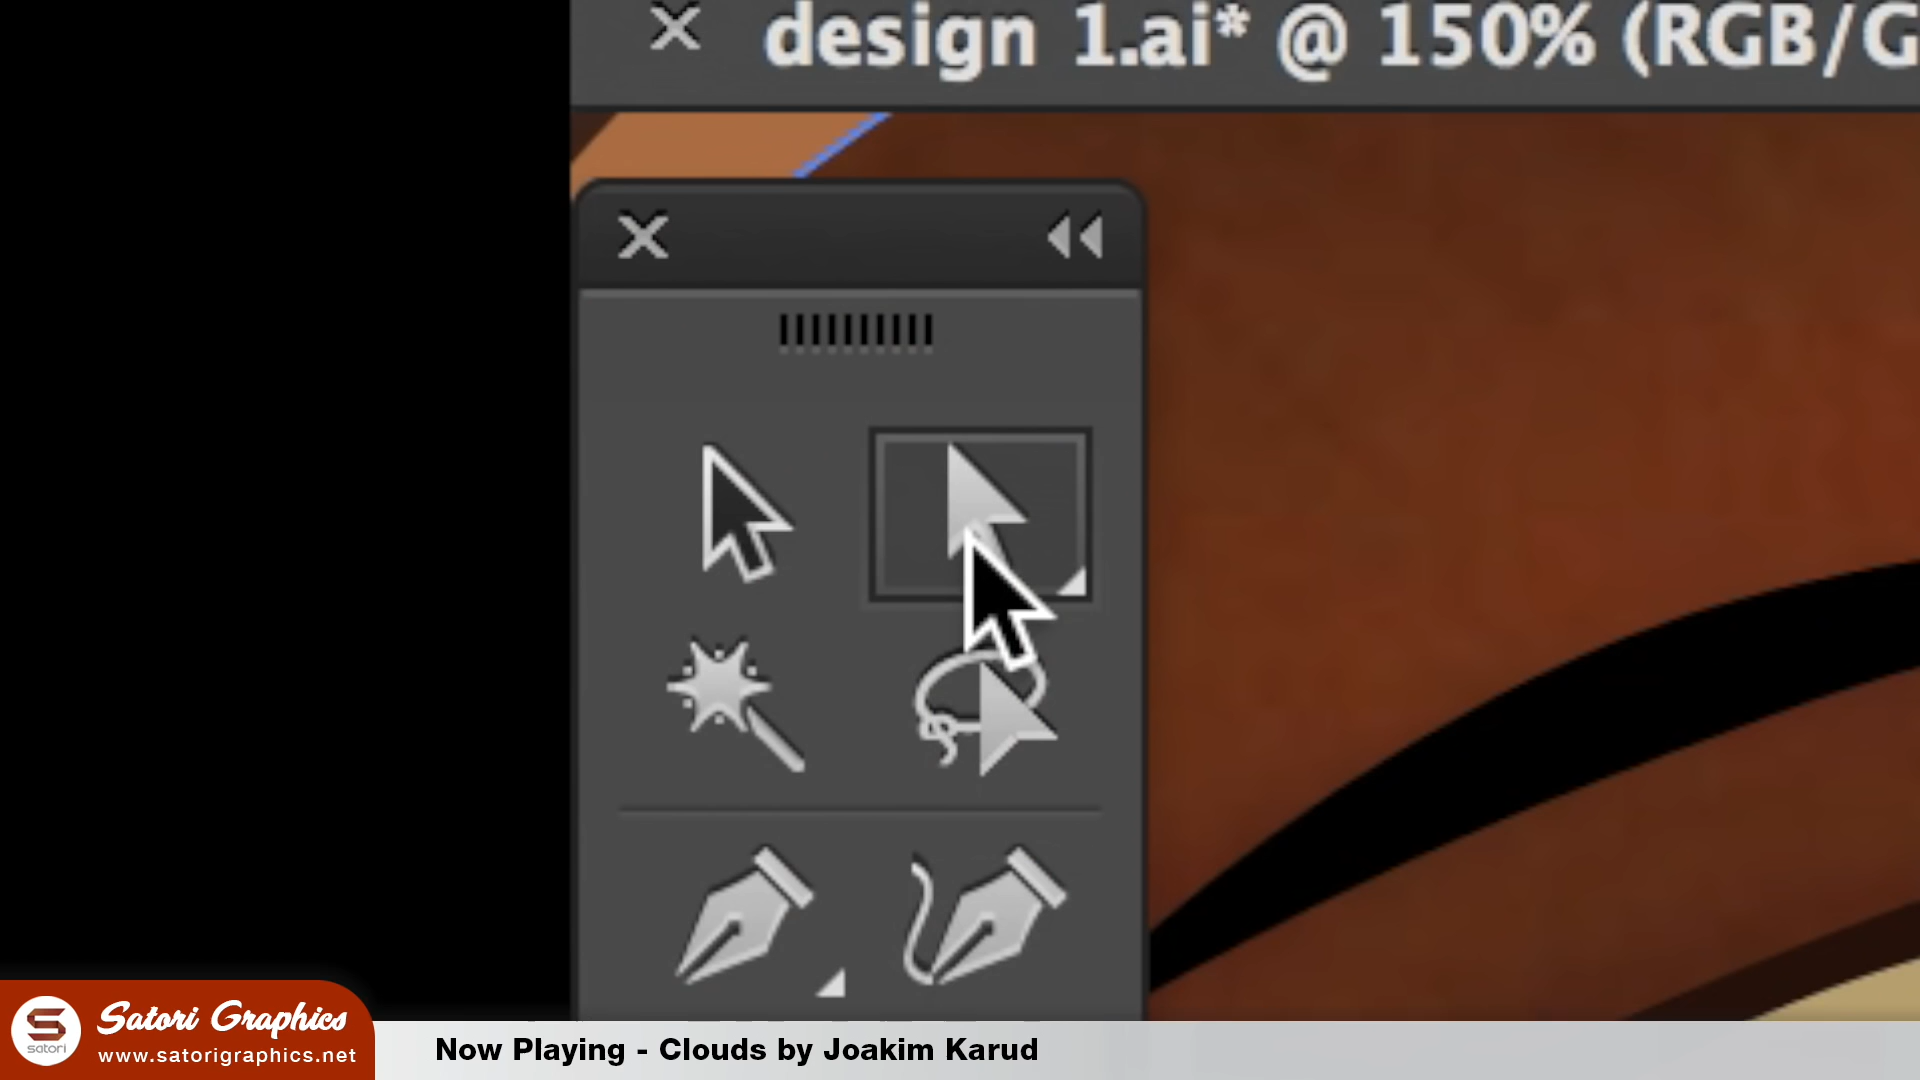 design 1.ai* @ 150% (RGB/G
Satori Graphics
satori
www.satorigraphics.net
Now Playing - Clouds by Joakim Karud